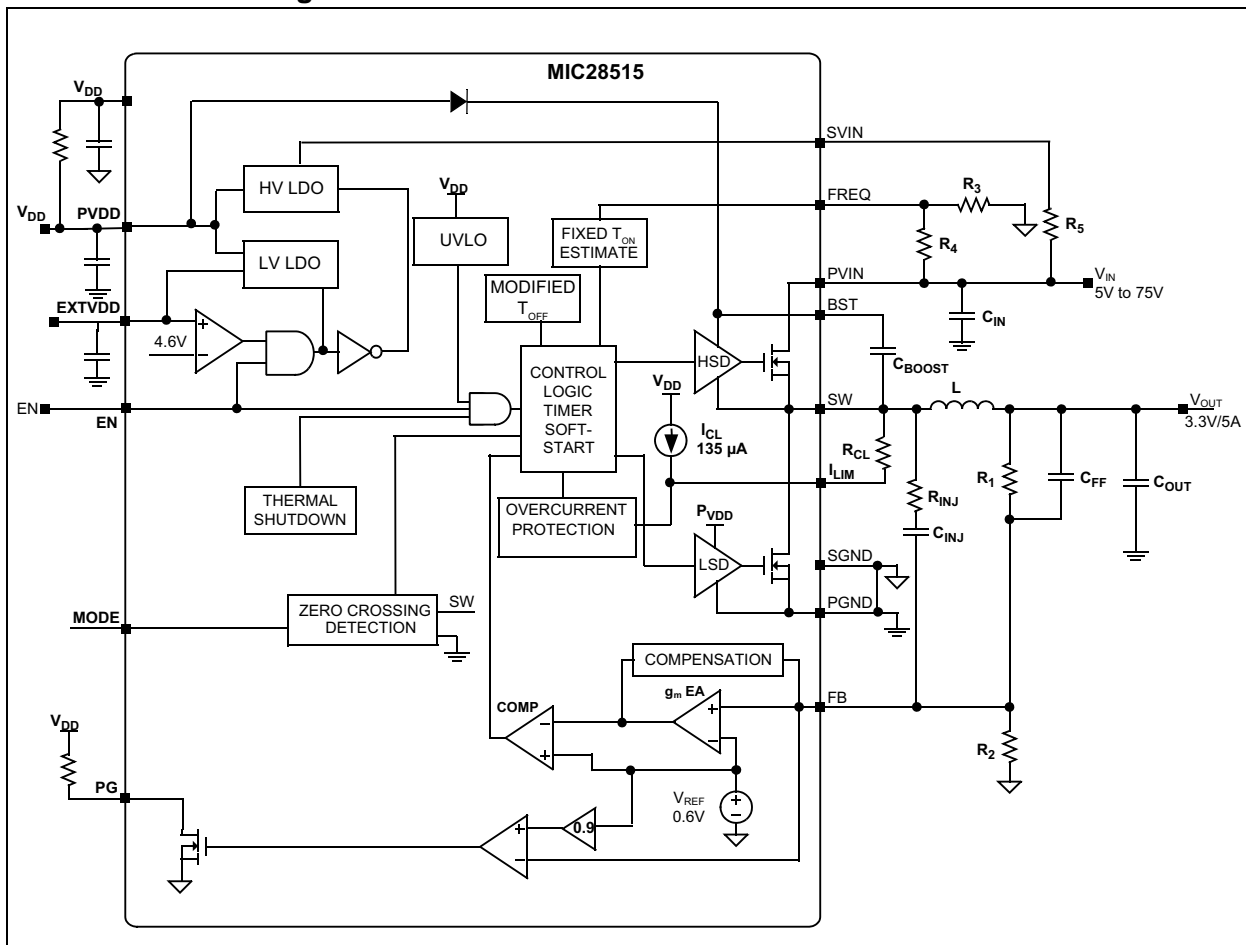 g
MIC28515
VDD
SVIN
HV LDO
VDD
FREQ
R3
VDD
PVDD
UVLO
FIXED TON
ESTIMATE
R4
R5
LV LDO
MODIFIED
TOFF
PVIN
VIN
5V to 75V
EXTVDD
BST
CIN
+
4.6V
−
HSD
CBOOST
CONTROL
LOGIC
TIMER
SOFT-
START
VDD
L
EN
EN
SW
VOUT
3.3V/5A
ICL
135 µA
RCL
ILIM
R1
CFF
COUT
THERMAL
SHUTDOWN
OVERCURRENT
PROTECTION
RINJ
CINJ
PVDD
LSD
SGND
PGND
MODE
ZERO CROSSING
DETECTION
SW
COMPENSATION
gm EA
COMP
FB
−
+
+
−
VDD
R2
PG
VREF
0.6V
+
−
0.9
+
−